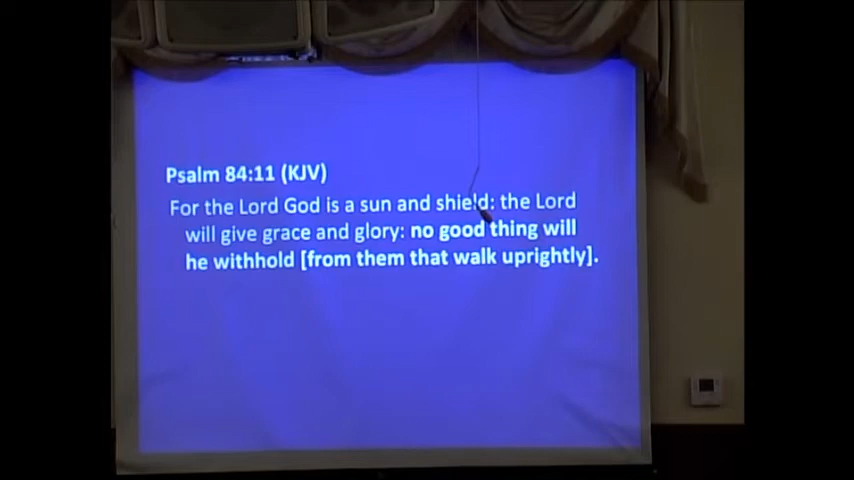 Psalm 84:11 (KJV)
For the Lord God is a sun and shield: the Lord
will give grace and glory: no good thing will
he withhold [from them that walk uprightly].